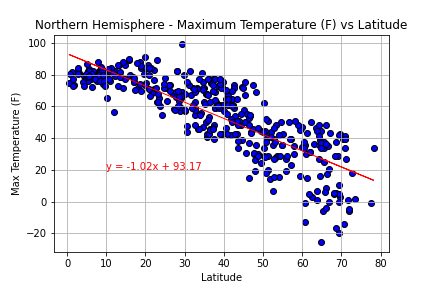 Northern Hemisphere - Maximum Temperature (F) vs Latitude
100
80
60
40
20
0
−20
Max Temperature (F)
y = -1.02x + 93.17
0 10 20 30 40 50 60 70 80
Latitude